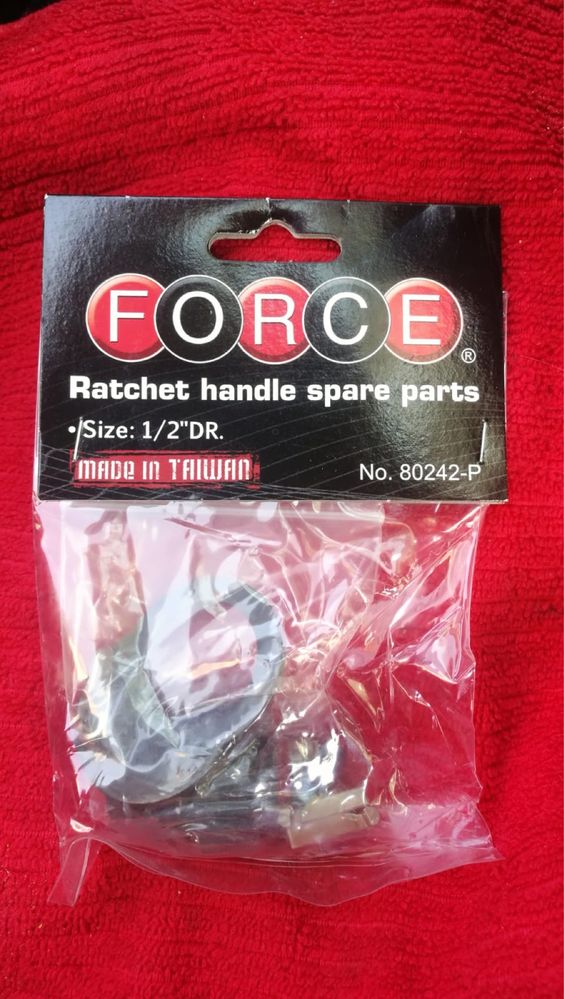 FORCE®
Ratchet handle spare parts
• Size: 1/2"DR.
MADE IN TAIWAN
No. 80242-P